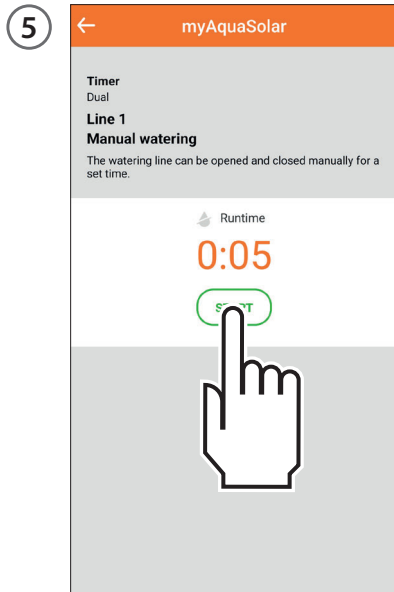 5
myAquaSolar
Timer
Dual
Line 1
Manual watering
The watering line can be opened and closed manually for a
set time.
Runtime
0:05
START